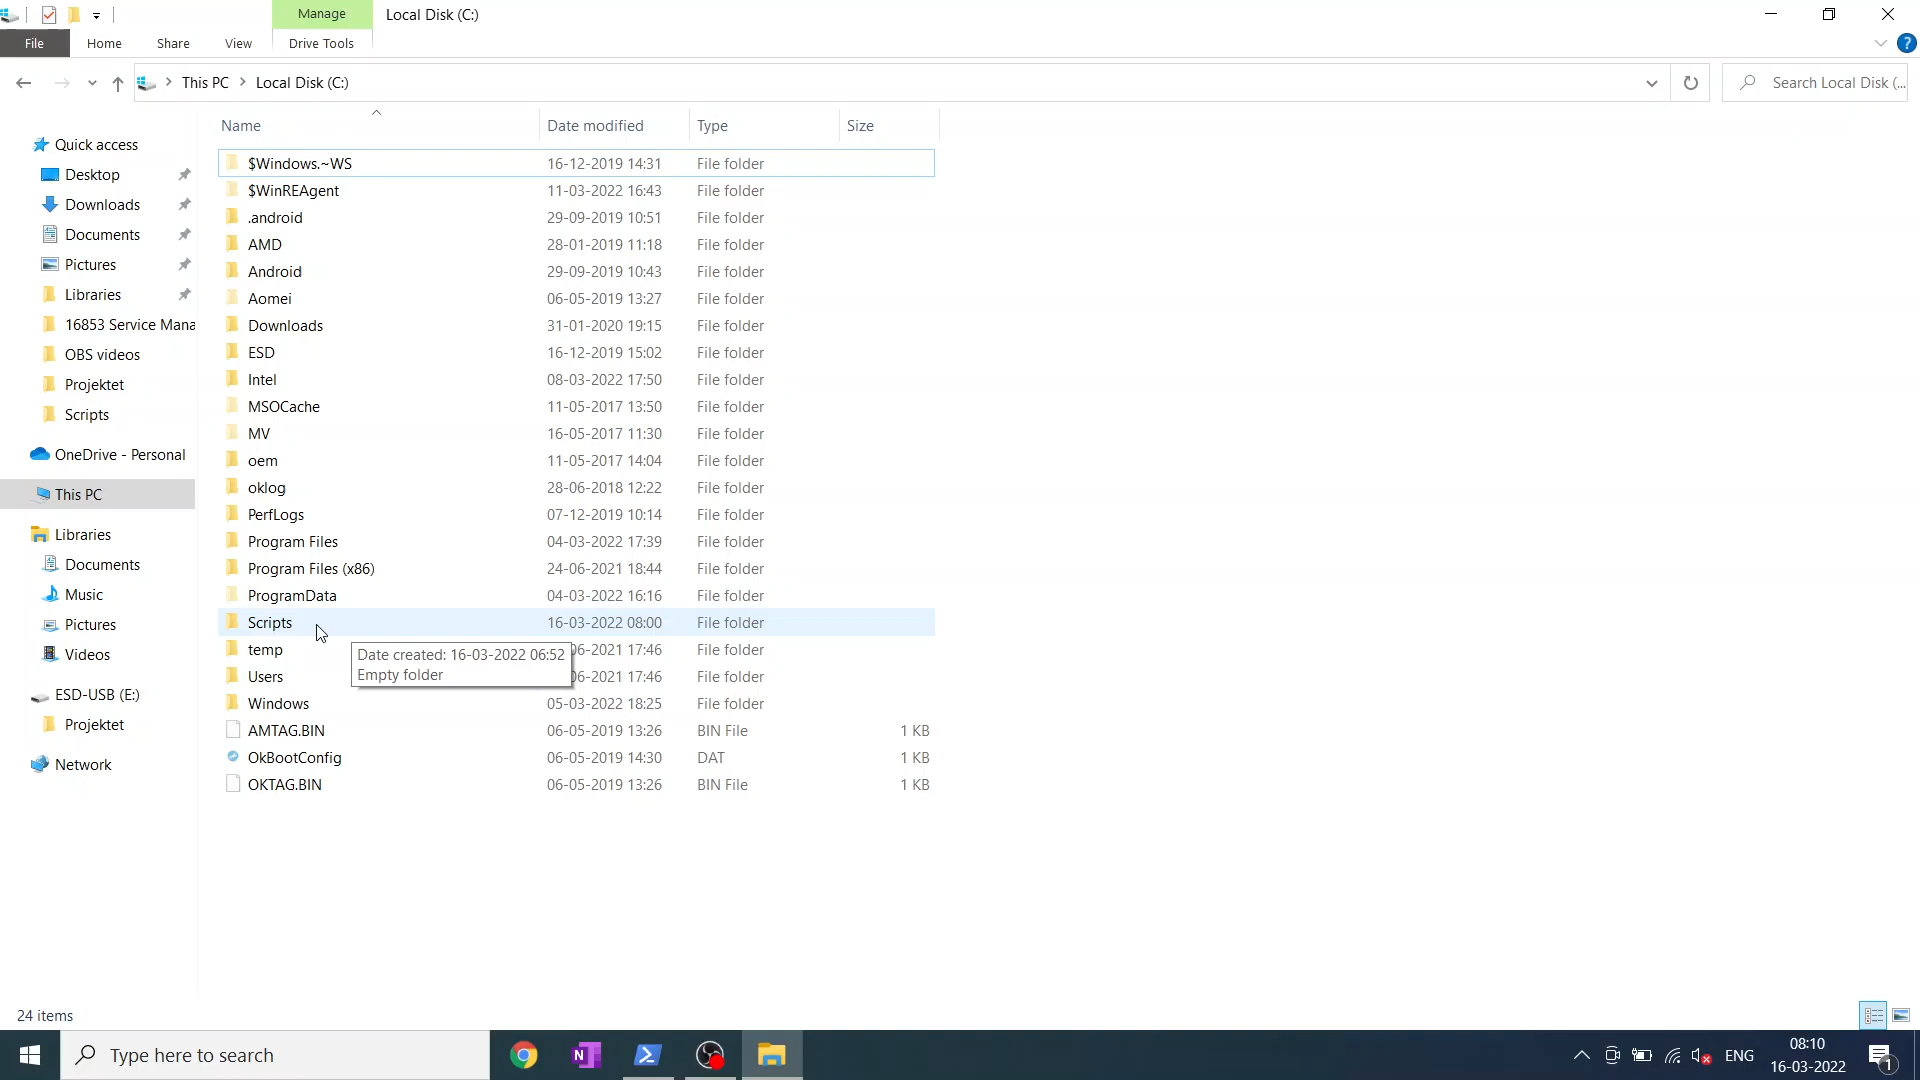 Manage
Local Disk (C:)
File
Home
Share
View
Drive Tools
?
This PC
Local Disk (C:)
Search Local Disk (...
Name
Date modified
Type
Size
Quick access
Desktop
Downloads
Documents
Pictures
Libraries
16853 Service Mana
OBS videos
Projektet
Scripts
OneDrive - Personal
This PC
Libraries
Documents
Music
Pictures
Videos
ESD-USB (E:)
Projektet
Network
$Windows.~WS 16-12-2019 14:31 File folder
$WinREAgent 11-03-2022 16:43 File folder
.android 29-09-2019 10:51 File folder
AMD 28-01-2019 11:18 File folder
Android 29-09-2019 10:43 File folder
Aomei 06-05-2019 13:27 File folder
Downloads 31-01-2020 19:15 File folder
ESD 16-12-2019 15:02 File folder
Intel 08-03-2022 17:50 File folder
MSOCache 11-05-2017 13:50 File folder
MV 16-05-2017 11:30 File folder
oem 11-05-2017 14:04 File folder
oklog 28-06-2018 12:22 File folder
PerfLogs 07-12-2019 10:14 File folder
Program Files 04-03-2022 17:39 File folder
Program Files (x86) 24-06-2021 18:44 File folder
ProgramData 04-03-2022 16:16 File folder
Scripts 16-03-2022 08:00 File folder
temp 06-2021 17:46 File folder
Date created: 16-03-2022 06:52
Empty folder
Users 06-2021 17:46 File folder
Windows 05-03-2022 18:25 File folder
AMTAG.BIN 06-05-2019 13:26 BIN File 1 KB
OkBootConfig 06-05-2019 14:30 DAT 1 KB
OKTAG.BIN 06-05-2019 13:26 BIN File 1 KB
24 items
Type here to search
N
ENG
08:10
16-03-2022
1